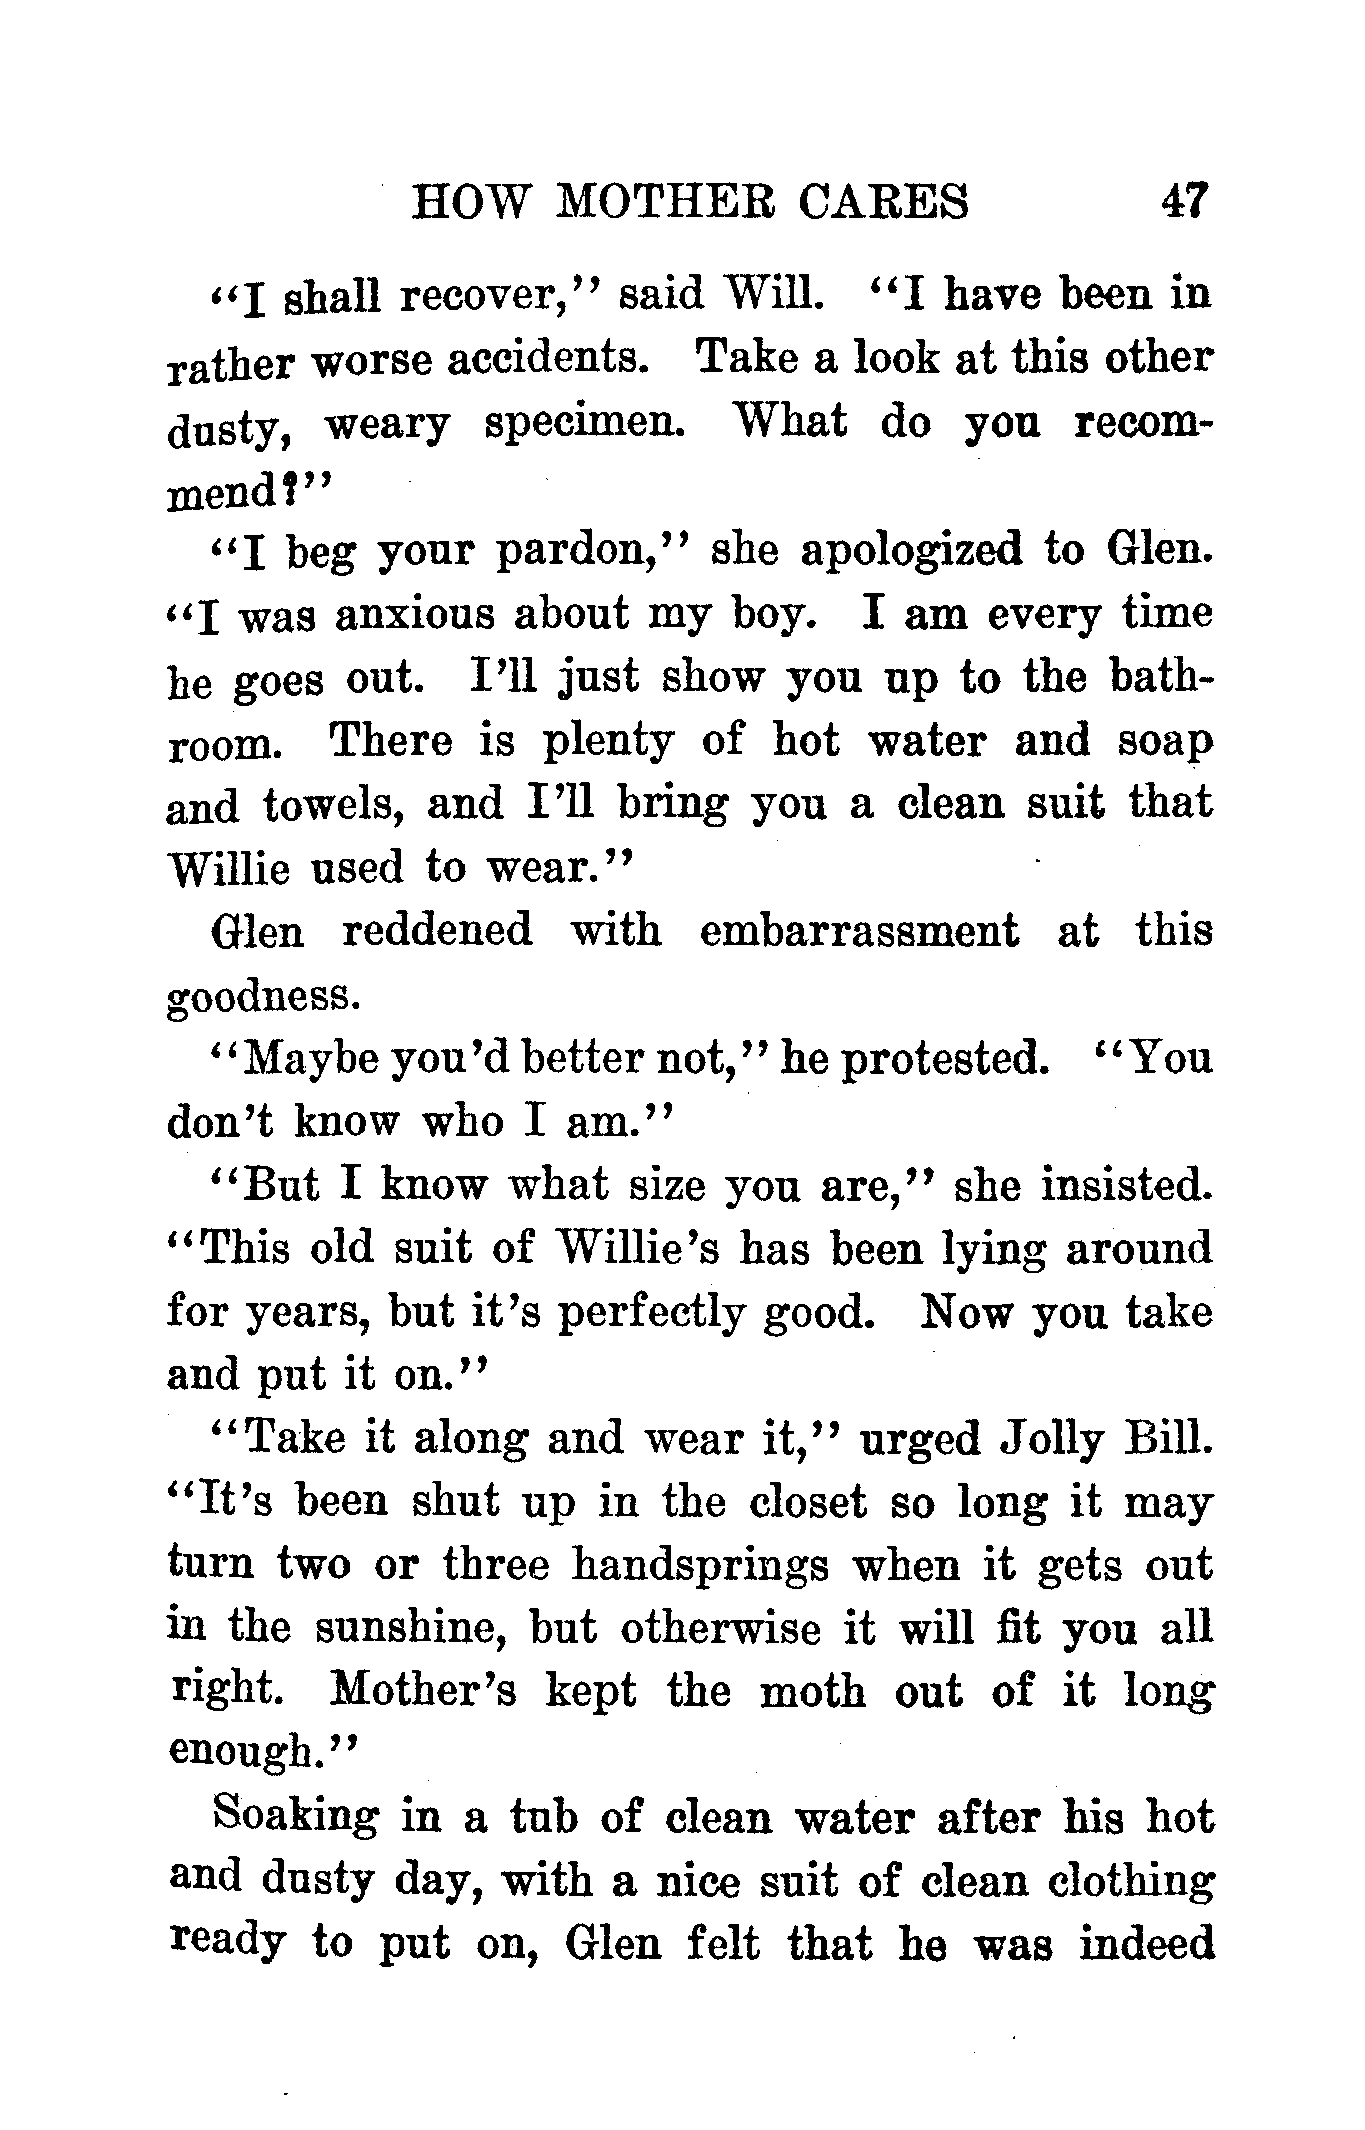 HOW MOTHER CARES 47
"I shall recover," said Will. "I have been in
rather worse accidents. Take a look at this other
dusty, weary specimen. What do you recom-
mend?"
"I beg your pardon," she apologized to Glen.
"I was anxious about my boy. I am every time
he goes out. I'll just show you up to the bath-
room. There is plenty of hot water and soap
and towels, and I'll bring you a clean suit that
Willie used to wear."
Glen reddened with embarrassment at this
goodness.
"Maybe you'd better not," he protested. "You
don't know who I am."
"But I know what size you are," she insisted.
"This old suit of Willie's has been lying around
for years, but it's perfectly good. Now you take
and put it on."
"Take it along and wear it," urged Jolly Bill.
"It's been shut up in the closet so long it may
turn two or three handsprings when it gets out
in the sunshine, but otherwise it will fit you all
right. Mother's kept the moth out of it long
enough."
Soaking in a tub of clean water after his hot
and dusty day, with a nice suit of clean clothing
ready to put on, Glen felt that he was indeed